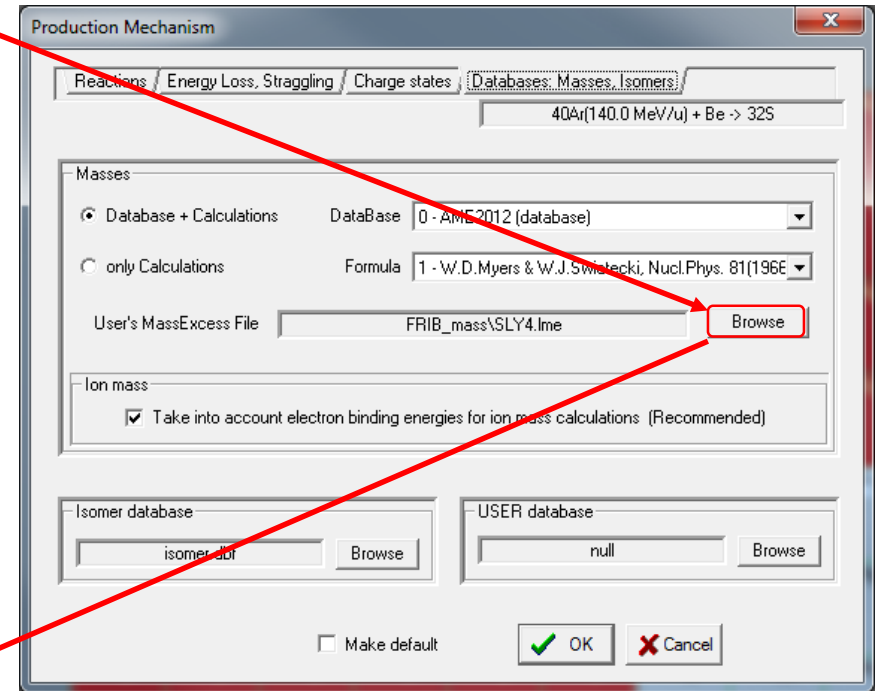 Production Mechanism
Reactions Energy Loss, Straggling Charge states Databases: Masses, Isomers
40Ar(140.0 MeV/u) + Be -> 32S
Masses
Database + Calculations DataBase 0 - AME2012 (database)
only Calculations Formula 1 - W.D.Myers & W.J.Swiatecki, Nucl.Phys. 81(1966
User's MassExcess File FRIB_mass\SLY4.lme Browse
Ion mass
Take into account electron binding energies for ion mass calculations (Recommended)
Isomer database USER database
isomer.dbf Browse null Browse
Make default OK Cancel